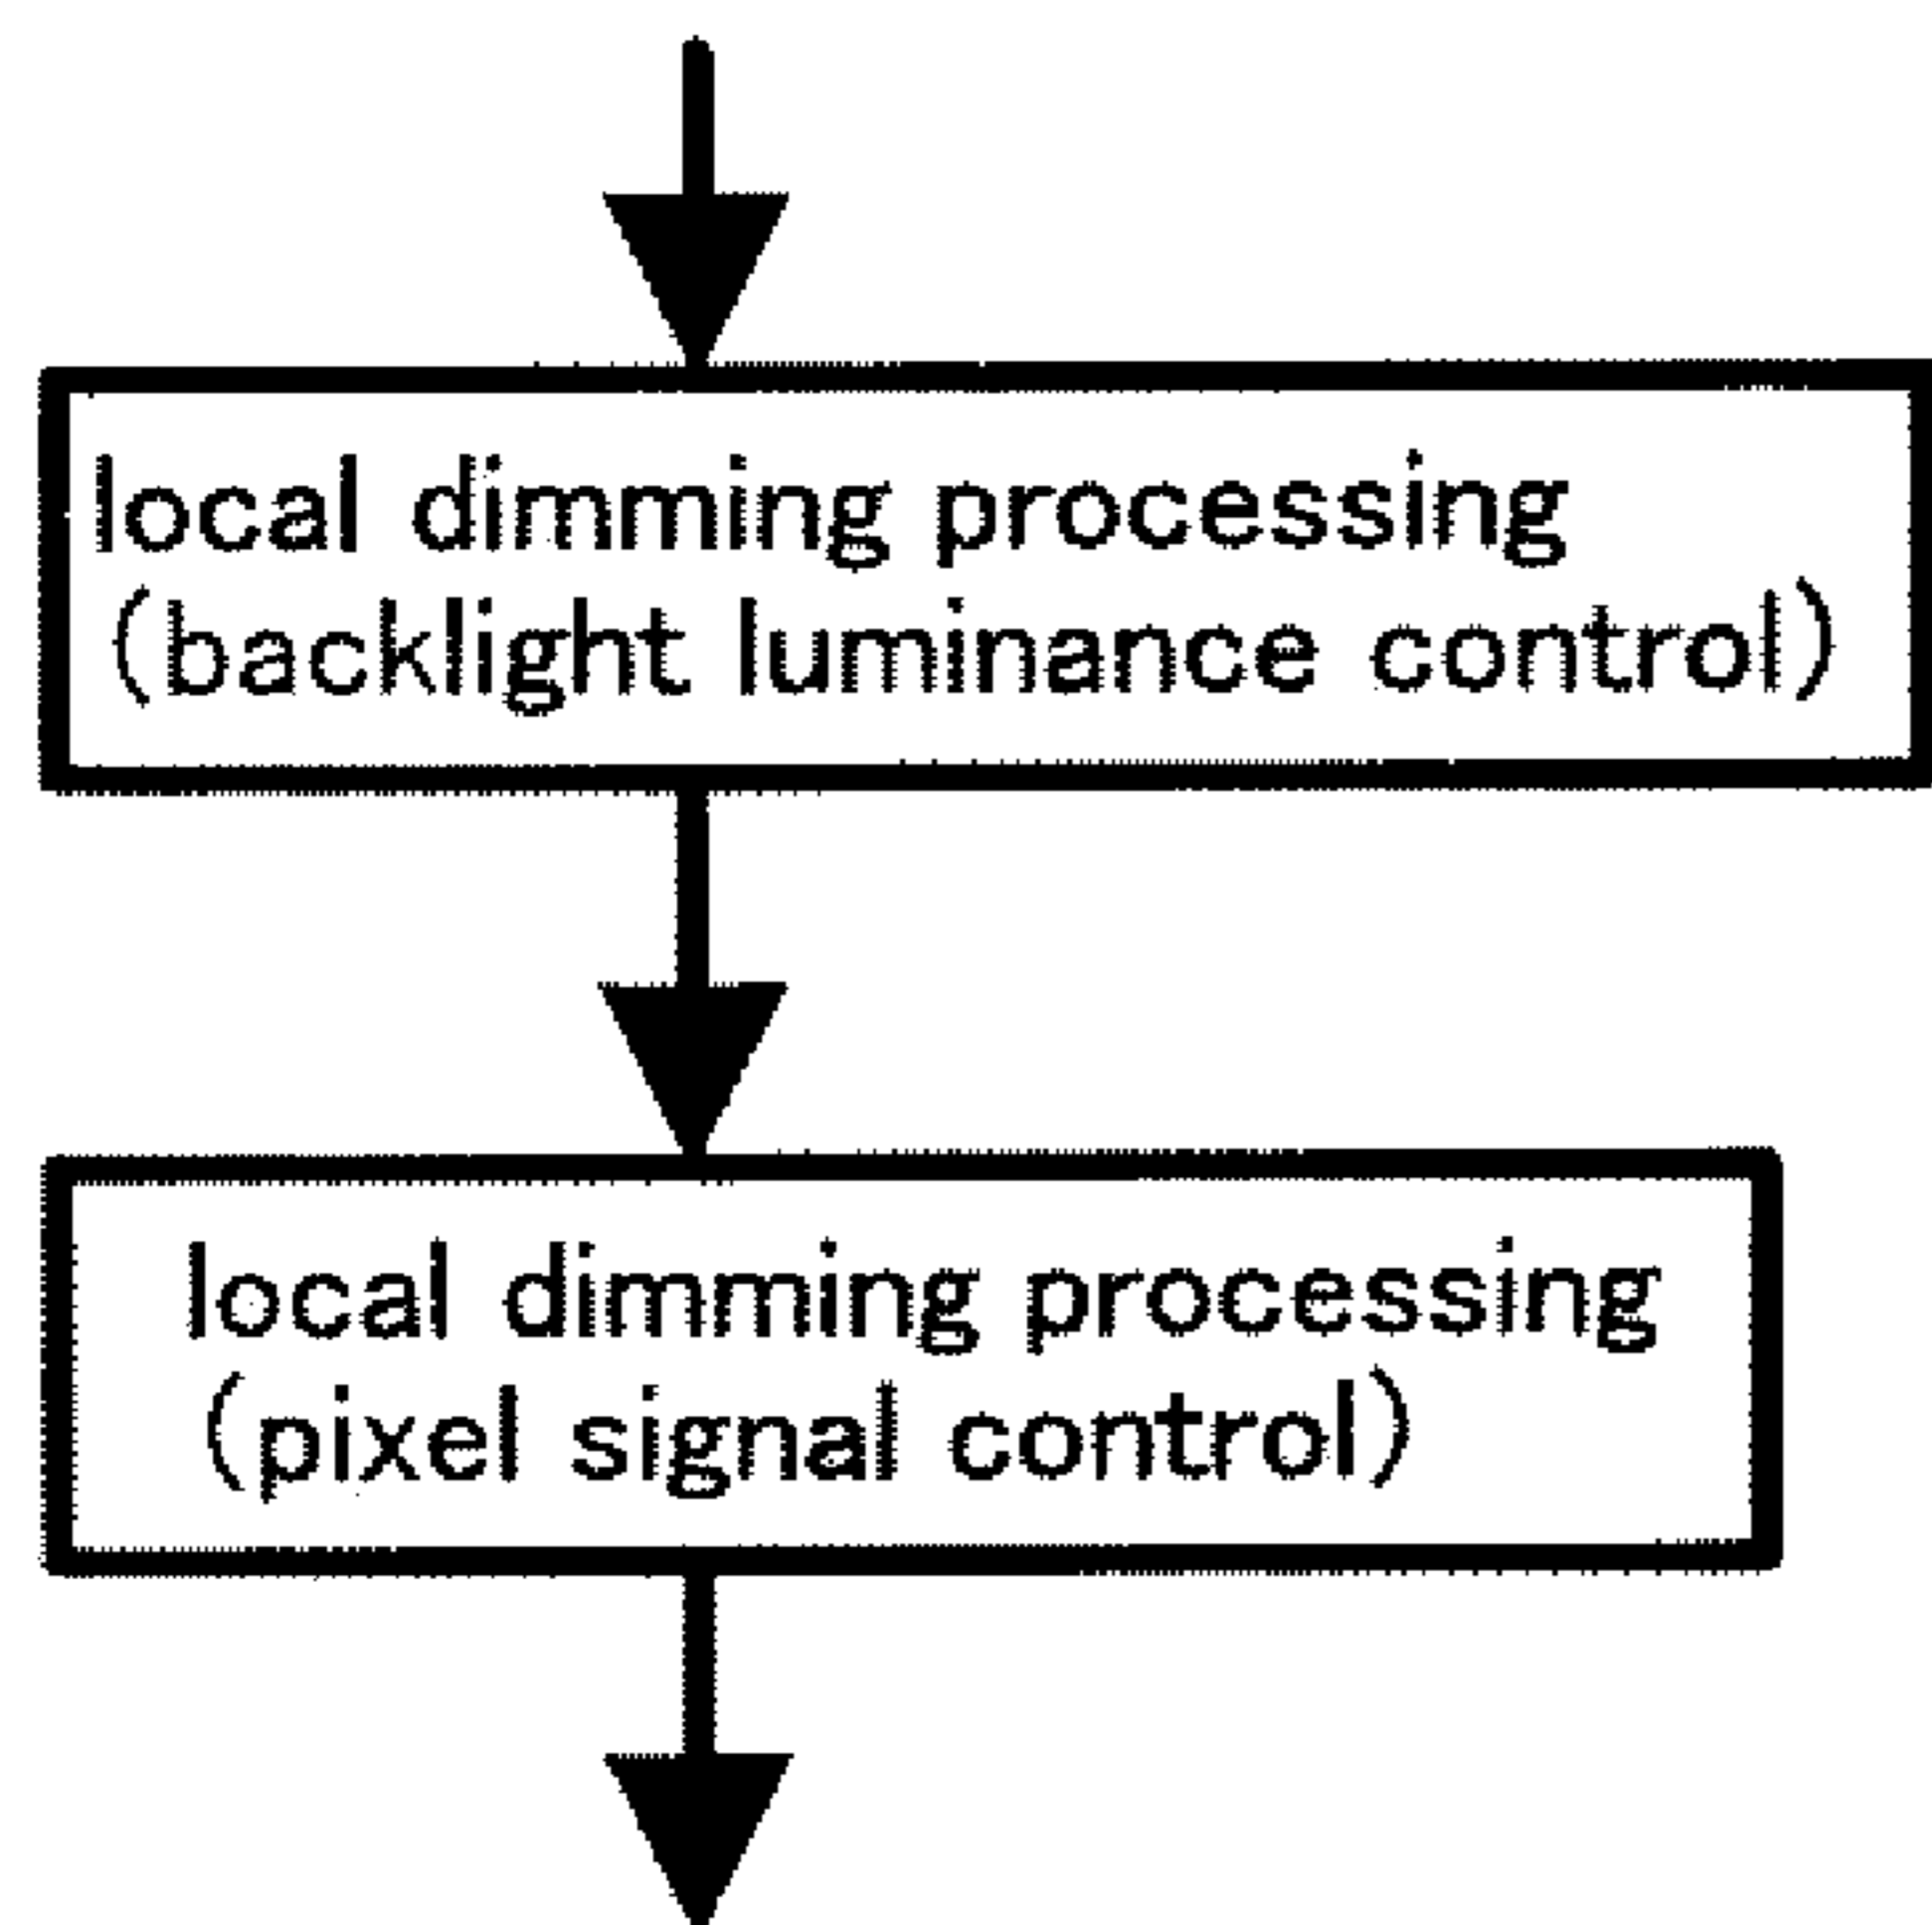 local dimming processing
(backlight luminance control)
local dimming processing
(pixel signal control)